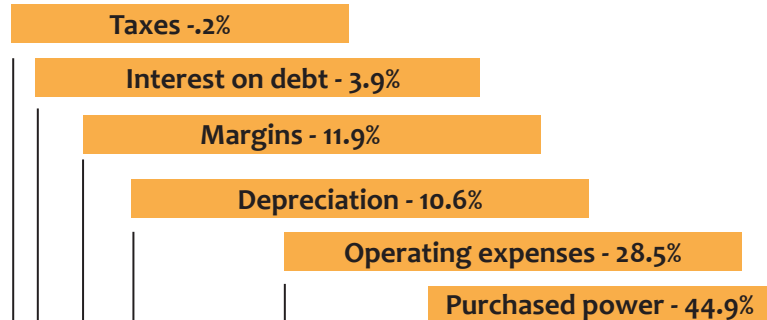 Taxes -.2%
Interest on debt - 3.9%
Margins - 11.9%
Depreciation - 10.6%
Operating expenses - 28.5%
Purchased power - 44.9%